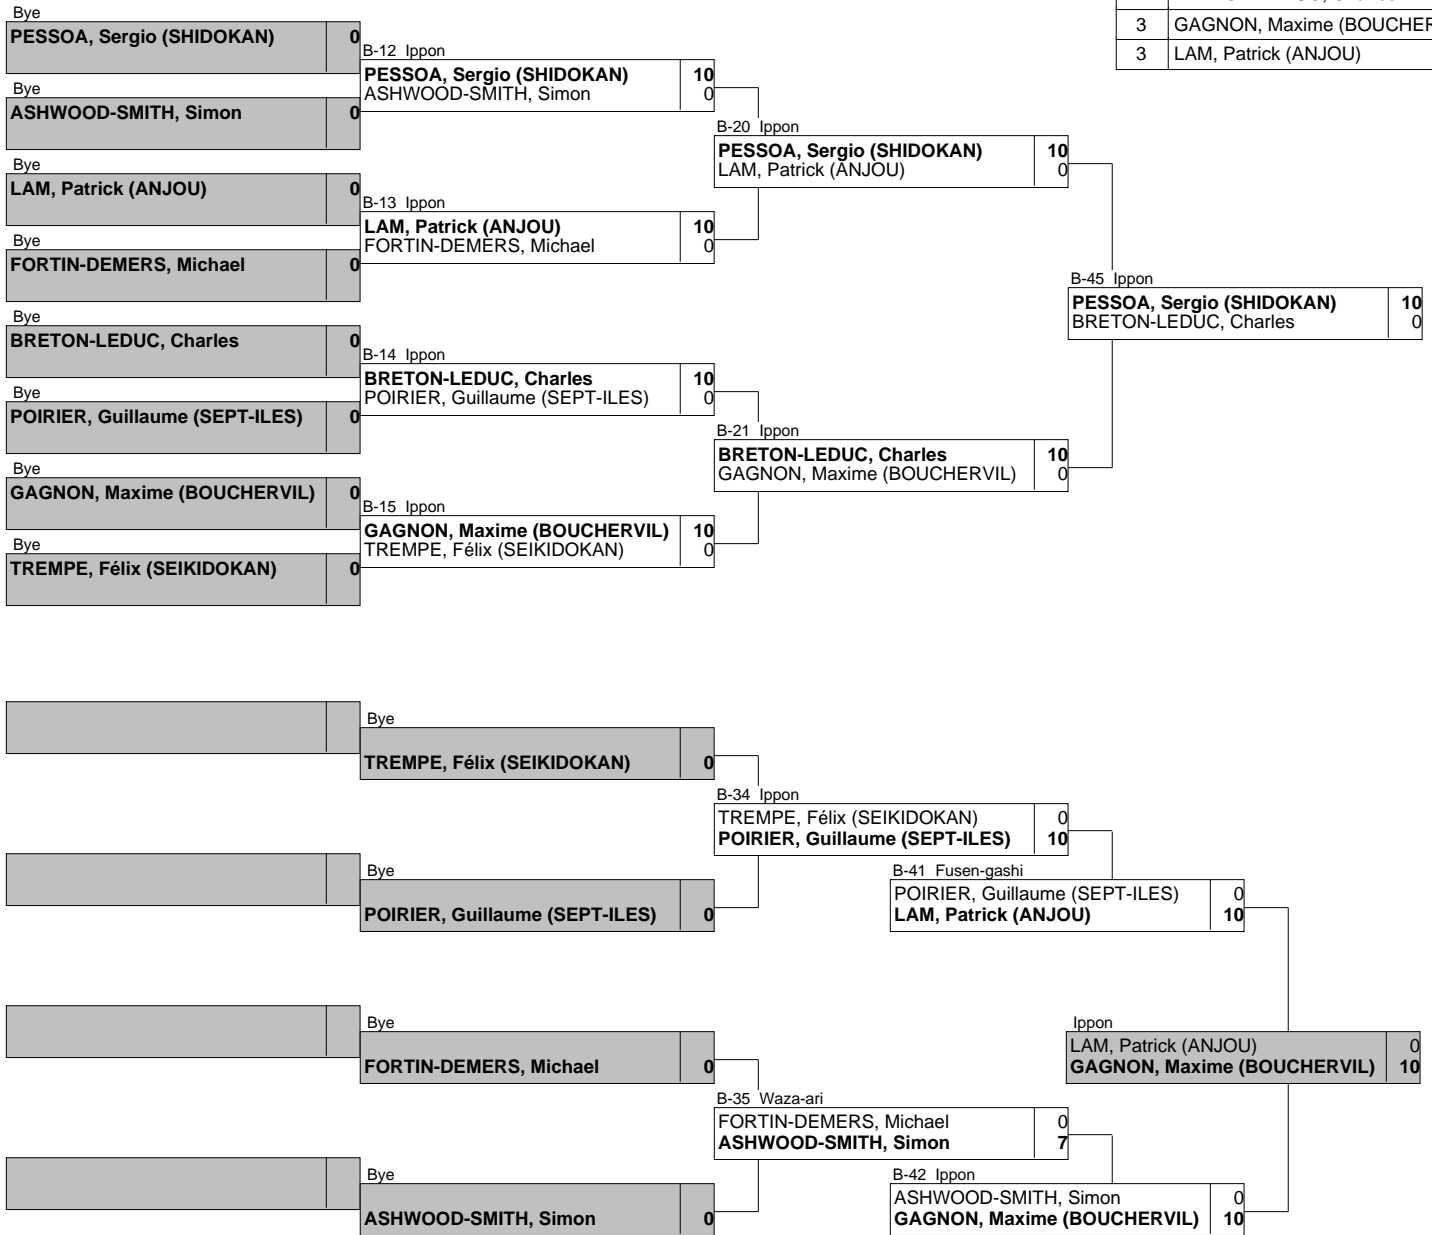 3 GAGNON, Maxime (BOUCHER
3 LAM, Patrick (ANJOU)
Bye
PESSOA, Sergio (SHIDOKAN) 0
Bye
ASHWOOD-SMITH, Simon 0
Bye
LAM, Patrick (ANJOU) 0
Bye
FORTIN-DEMERS, Michael 0
Bye
BRETON-LEDUC, Charles 0
Bye
POIRIER, Guillaume (SEPT-ILES) 0
Bye
GAGNON, Maxime (BOUCHERVIL) 0
Bye
TREMPE, Félix (SEIKIDOKAN) 0
B-12 Ippon
PESSOA, Sergio (SHIDOKAN) 10
ASHWOOD-SMITH, Simon 0
B-13 Ippon
LAM, Patrick (ANJOU) 10
FORTIN-DEMERS, Michael 0
B-14 Ippon
BRETON-LEDUC, Charles 10
POIRIER, Guillaume (SEPT-ILES) 0
B-15 Ippon
GAGNON, Maxime (BOUCHERVIL) 10
TREMPE, Félix (SEIKIDOKAN) 0
B-20 Ippon
PESSOA, Sergio (SHIDOKAN) 10
LAM, Patrick (ANJOU) 0
B-21 Ippon
BRETON-LEDUC, Charles 10
GAGNON, Maxime (BOUCHERVIL) 0
B-45 Ippon
PESSOA, Sergio (SHIDOKAN) 10
BRETON-LEDUC, Charles 0
Bye
TREMPE, Félix (SEIKIDOKAN) 0
Bye
POIRIER, Guillaume (SEPT-ILES) 0
Bye
FORTIN-DEMERS, Michael 0
Bye
ASHWOOD-SMITH, Simon 0
B-34 Ippon
TREMPE, Félix (SEIKIDOKAN) 0
POIRIER, Guillaume (SEPT-ILES) 10
B-35 Waza-ari
FORTIN-DEMERS, Michael 0
ASHWOOD-SMITH, Simon 7
B-41 Fusen-gashi
POIRIER, Guillaume (SEPT-ILES) 0
LAM, Patrick (ANJOU) 10
B-42 Ippon
ASHWOOD-SMITH, Simon 0
GAGNON, Maxime (BOUCHERVIL) 10
Ippon
LAM, Patrick (ANJOU) 0
GAGNON, Maxime (BOUCHERVIL) 10